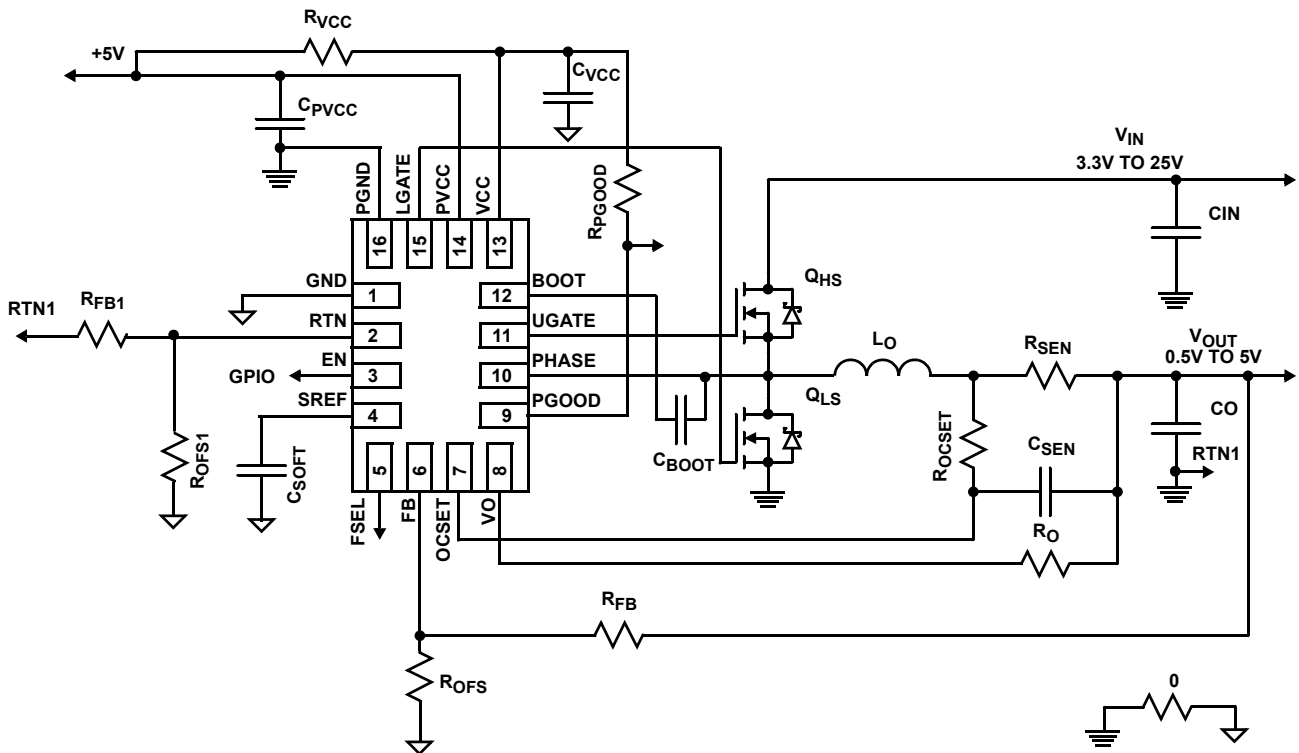 RVCC
+5V
CPVCC
CVCC
VIN
3.3V TO 25V
PGND
LGATE
PVCC
VCC
RPGOOD
CIN
16
15
14
13
GND
1
12
BOOT
QHS
RTN1
RFB1
RTN
2
11
UGATE
LO
RSEN
VOUT
0.5V TO 5V
EN
GPIO
3
10
PHASE
QLS
SREF
4
9
PGOOD
ROFS1
CSOFT
5
6
7
8
CBOOT
ROCSET
CSEN
CO
RTN1
FSEL
FB
OCSET
VO
RO
RFB
ROFS
0